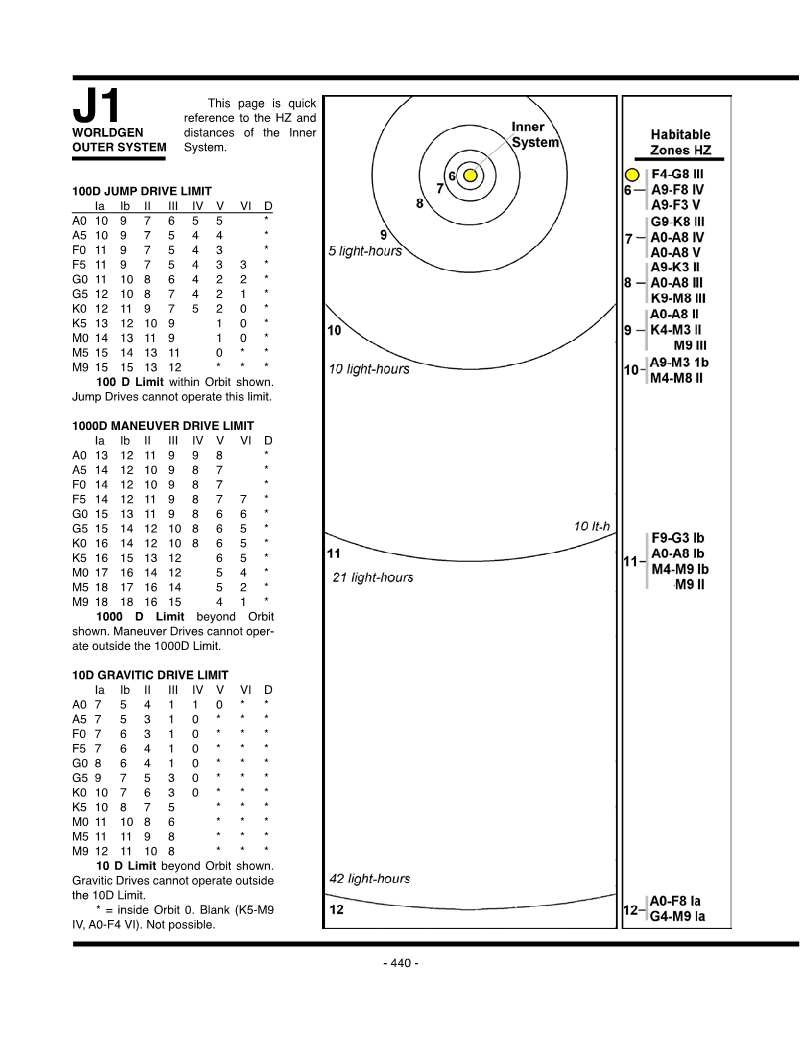 J1
WORLDGEN
OUTER SYSTEM
This page is quick
reference to the HZ and
distances of the Inner
System.
100D JUMP DRIVE LIMIT
Ia Ib II III IV V VI D
A0 10 9 7 6 5 5 *
A5 10 9 7 5 4 4 *
F0 11 9 7 5 4 3 *
F5 11 9 7 5 4 3 3 *
G0 11 10 8 6 4 2 2 *
G5 12 10 8 7 4 2 1 *
K0 12 11 9 7 5 2 0 *
K5 13 12 10 9 1 0 *
M0 14 13 11 9 1 0 *
M5 15 14 13 11 0 * *
M9 15 15 13 12 * * *
100 D Limit within Orbit shown.
Jump Drives cannot operate this limit.
1000D MANEUVER DRIVE LIMIT
Ia Ib II III IV V VI D
A0 13 12 11 9 9 8 *
A5 14 12 10 9 8 7 *
F0 14 12 10 9 8 7 *
F5 14 12 11 9 8 7 7 *
G0 15 13 11 9 8 6 6 *
G5 15 14 12 10 8 6 5 *
K0 16 14 12 10 8 6 5 *
K5 16 15 13 12 6 5 *
M0 17 16 14 12 5 4 *
M5 18 17 16 14 5 2 *
M9 18 18 16 15 4 1 *
1000 D Limit beyond Orbit
shown. Maneuver Drives cannot oper-
ate outside the 1000D Limit.
10D GRAVITIC DRIVE LIMIT
Ia Ib II III IV V VI D
A0 7 5 4 1 1 0 * *
A5 7 5 3 1 0 * * *
F0 7 6 3 1 0 * * *
F5 7 6 4 1 0 * * *
G0 8 6 4 1 0 * * *
G5 9 7 5 3 0 * * *
K0 10 7 6 3 0 * * *
K5 10 8 7 5 * * *
M0 11 10 8 6 * * *
M5 11 11 9 8 * * *
M9 12 11 10 8 * * *
10 D Limit beyond Orbit shown.
Gravitic Drives cannot operate outside
the 10D Limit.
* = inside Orbit 0. Blank (K5-M9
IV, A0-F4 VI). Not possible.
Inner
System
6
7
8
9
5 light-hours
10
10 light-hours
10 lt-h
11
21 light-hours
42 light-hours
12
Habitable
Zones HZ
F4-G8 III
6 A9-F8 IV
A9-F3 V
G9-K8 III
7 A0-A8 IV
A0-A8 V
A9-K3 II
8 A0-A8 III
K9-M8 III
A0-A8 II
9 K4-M3 II
M9 III
10 A9-M3 1b
M4-M8 II
F9-G3 Ib
A0-A8 Ib
11 M4-M9 Ib
M9 II
12 A0-F8 Ia
G4-M9 Ia
- 440 -